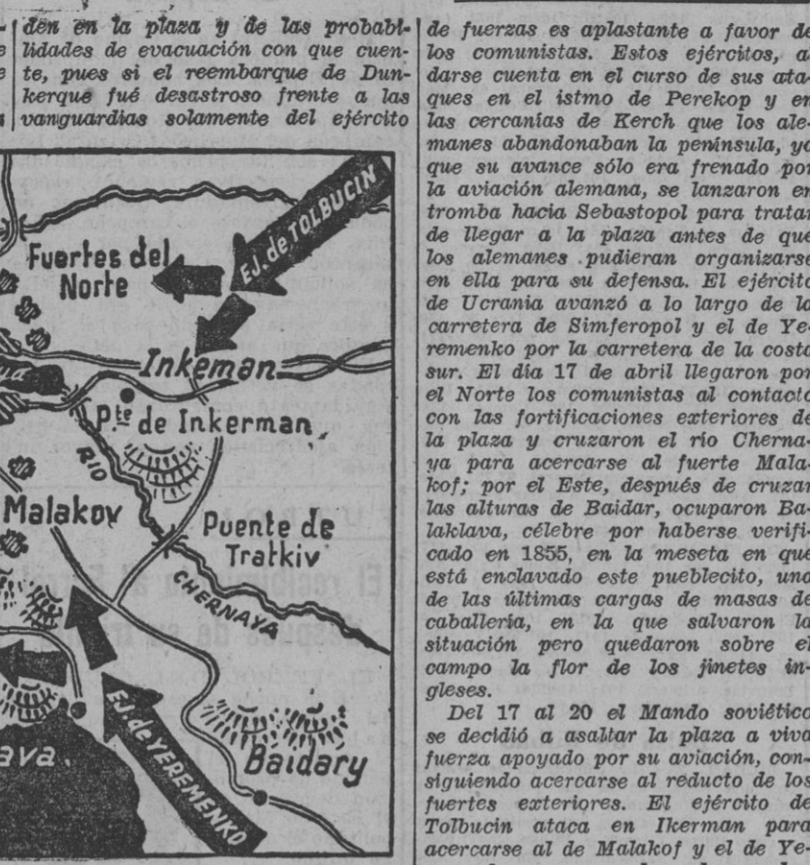 den en la plaza y de las probabi-
lidades de evacuación con que cuen-
te, pues si el reembarque de Dun-
kerque fué desastroso frente a las
vanguardias solamente del ejército
EJ. de TOLBUCIN
Fuertes del
Norte
Inkeman
Pte de Inkerman
RIO
Malakov
Puente de
Tratkiv
CHERNAYA
EJ. de YEREMENKO
Baidary
ava.
de fuerzas es aplastante a favor de
los comunistas. Estos ejércitos, a
darse cuenta en el curso de sus ata-
ques en el istmo de Perekop y en
las cercanías de Kerch que los ale-
manes abandonaban la península, ya
que su avance sólo era frenado por
la aviación alemana, se lanzaron en
tromba hacia Sebastopol para tratar
de llegar a la plaza antes de que
los alemanes pudieran organizarse
en ella para su defensa. El ejército
de Ucrania avanzó a lo largo de la
carretera de Simferopol y el de Ye-
remenko por la carretera de la costa
sur. El día 17 de abril llegaron por
el Norte los comunistas al contacto
con las fortificaciones exteriores de
la plaza y cruzaron el río Cherna-
ya para acercarse al fuerte Mala-
kof; por el Este, después de cruzar
las alturas de Baidar, ocuparon Ba-
laklava, célebre por haberse verifi-
cado en 1855, en la meseta en que
está enclavado este pueblecito, una
de las últimas cargas de masas de
caballería, en la que salvaron la
situación pero quedaron sobre el
campo la flor de los jinetes in-
gleses.
Del 17 al 20 el Mando soviético
se decidió a asaltar la plaza a viva
fuerza apoyado por su aviación, con-
siguiendo acercarse al reducto de los
fuertes exteriores. El ejército de
Tolbucin ataca en Ikerman para
acercarse al de Malakof y el de Ye-